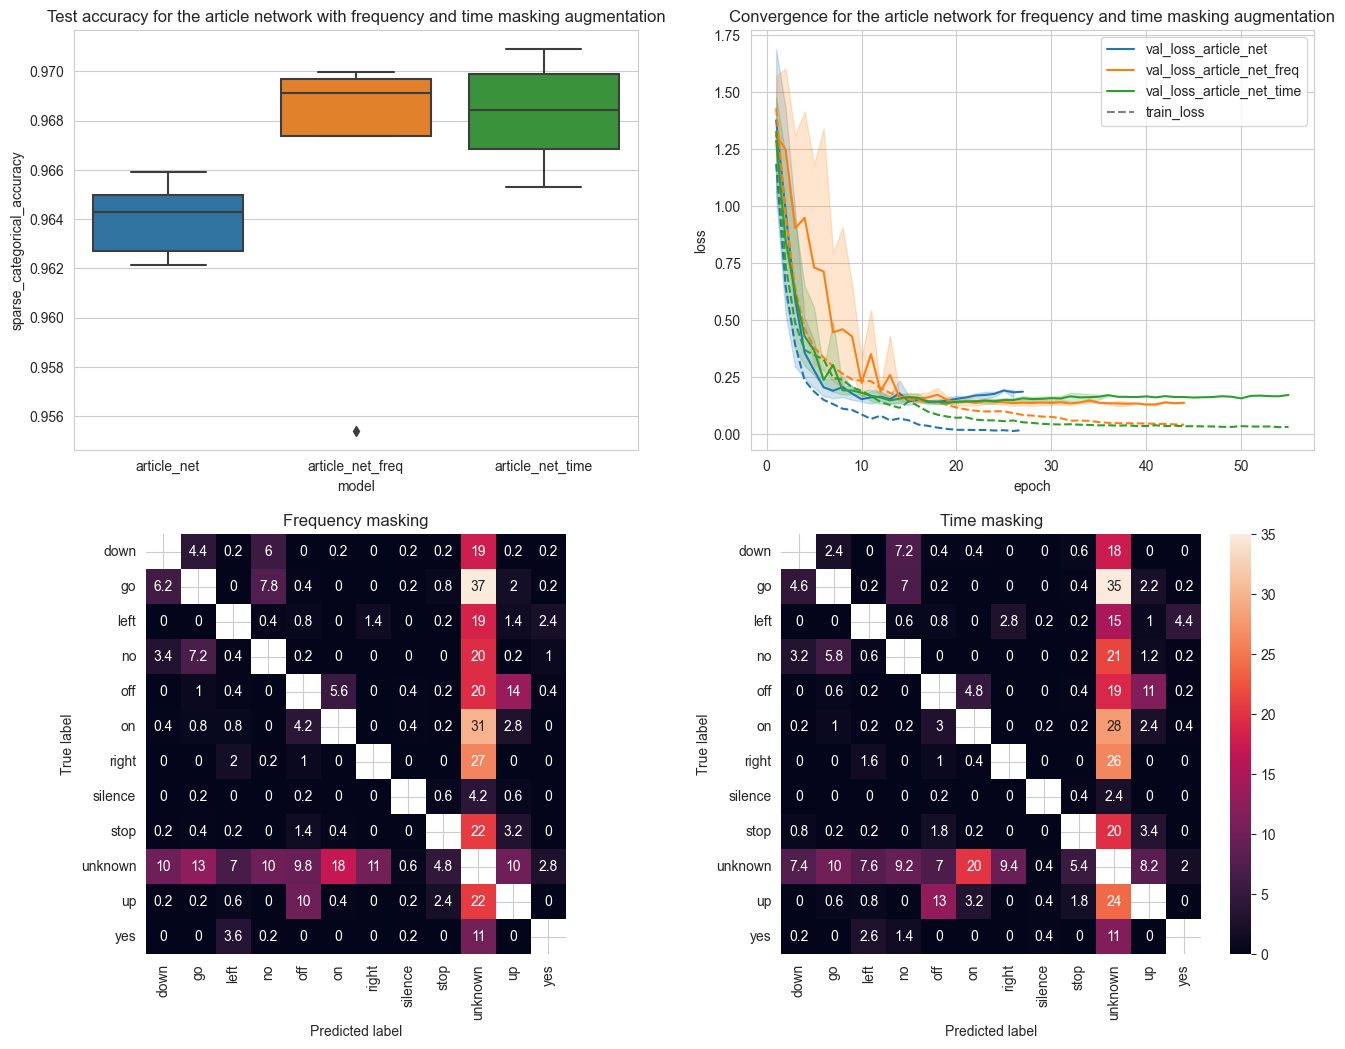 Test accuracy for the article network with frequency and time masking augmentation
0.970
0.968
0.966
0.964
0.962
0.960
0.958
0.956
sparse_categorical_accuracy
article_net article_net_freq article_net_time
model
Convergence for the article network for frequency and time masking augmentation
1.75
1.50
1.25
1.00
0.75
0.50
0.25
0.00
loss
val_loss_article_net
val_loss_article_net_freq
val_loss_article_net_time
train_loss
0 10 20 30 40 50
epoch
Frequency masking
True label
down 4.4 0.2 6 0 0.2 0 0.2 0.2 19 0.2 0.2
go 6.2 0 7.8 0.4 0 0 0.2 0.8 37 2 0.2
left 0 0 0.4 0.8 0 1.4 0 0.2 19 1.4 2.4
no 3.4 7.2 0.4 0.2 0 0 0 0 20 0.2 1
off 0 1 0.4 0 5.6 0 0.4 0.2 20 14 0.4
on 0.4 0.8 0.8 0 4.2 0 0.4 0.2 31 2.8 0
right 0 0 2 0.2 1 0 0 0 27 0 0
silence 0 0.2 0 0 0.2 0 0 0.6 4.2 0.6 0
stop 0.2 0.4 0.2 0 1.4 0.4 0 0 22 3.2 0
unknown 10 13 7 10 9.8 18 11 0.6 4.8 10 2.8
up 0.2 0.2 0.6 0 10 0.4 0 0.2 2.4 22 0
yes 0 0 3.6 0.2 0 0 0 0.2 0 11 0
down go left no off on right silence stop unknown up yes
Predicted label
Time masking
True label
down 2.4 0 7.2 0.4 0.4 0 0 0.6 18 0 0
go 4.6 0.2 7 0 0 0 0 0.4 35 2.2 0.2
left 0 0 0.6 0.8 0 2.8 0.2 0.2 15 1 4.4
no 3.2 5.8 0.6 0 0 0 0 0.2 21 1.2 0.2
off 0 0.6 0.2 0 4.8 0 0 0.4 19 11 0.2
on 0.2 1 0.2 0.2 3 0 0.2 0.2 28 2.4 0.4
right 0 0 1.6 0 1 0.4 0 0 26 0 0
silence 0 0 0 0 0.2 0 0 0.4 2.4 0 0
stop 0.8 0.2 0 0 1.8 0.2 0 0 20 3.4 0
unknown 7.4 10 7.6 9.2 7 20 9.4 0.4 5.4 8.2 2
up 0 0.6 0.8 0 13 3.2 0 0 1.8 24 0
yes 0.2 0 2.6 1.4 0 0 0 0.4 0 11 0
down go left no off on right silence stop unknown up yes
Predicted label
35
30
25
20
15
10
5
0